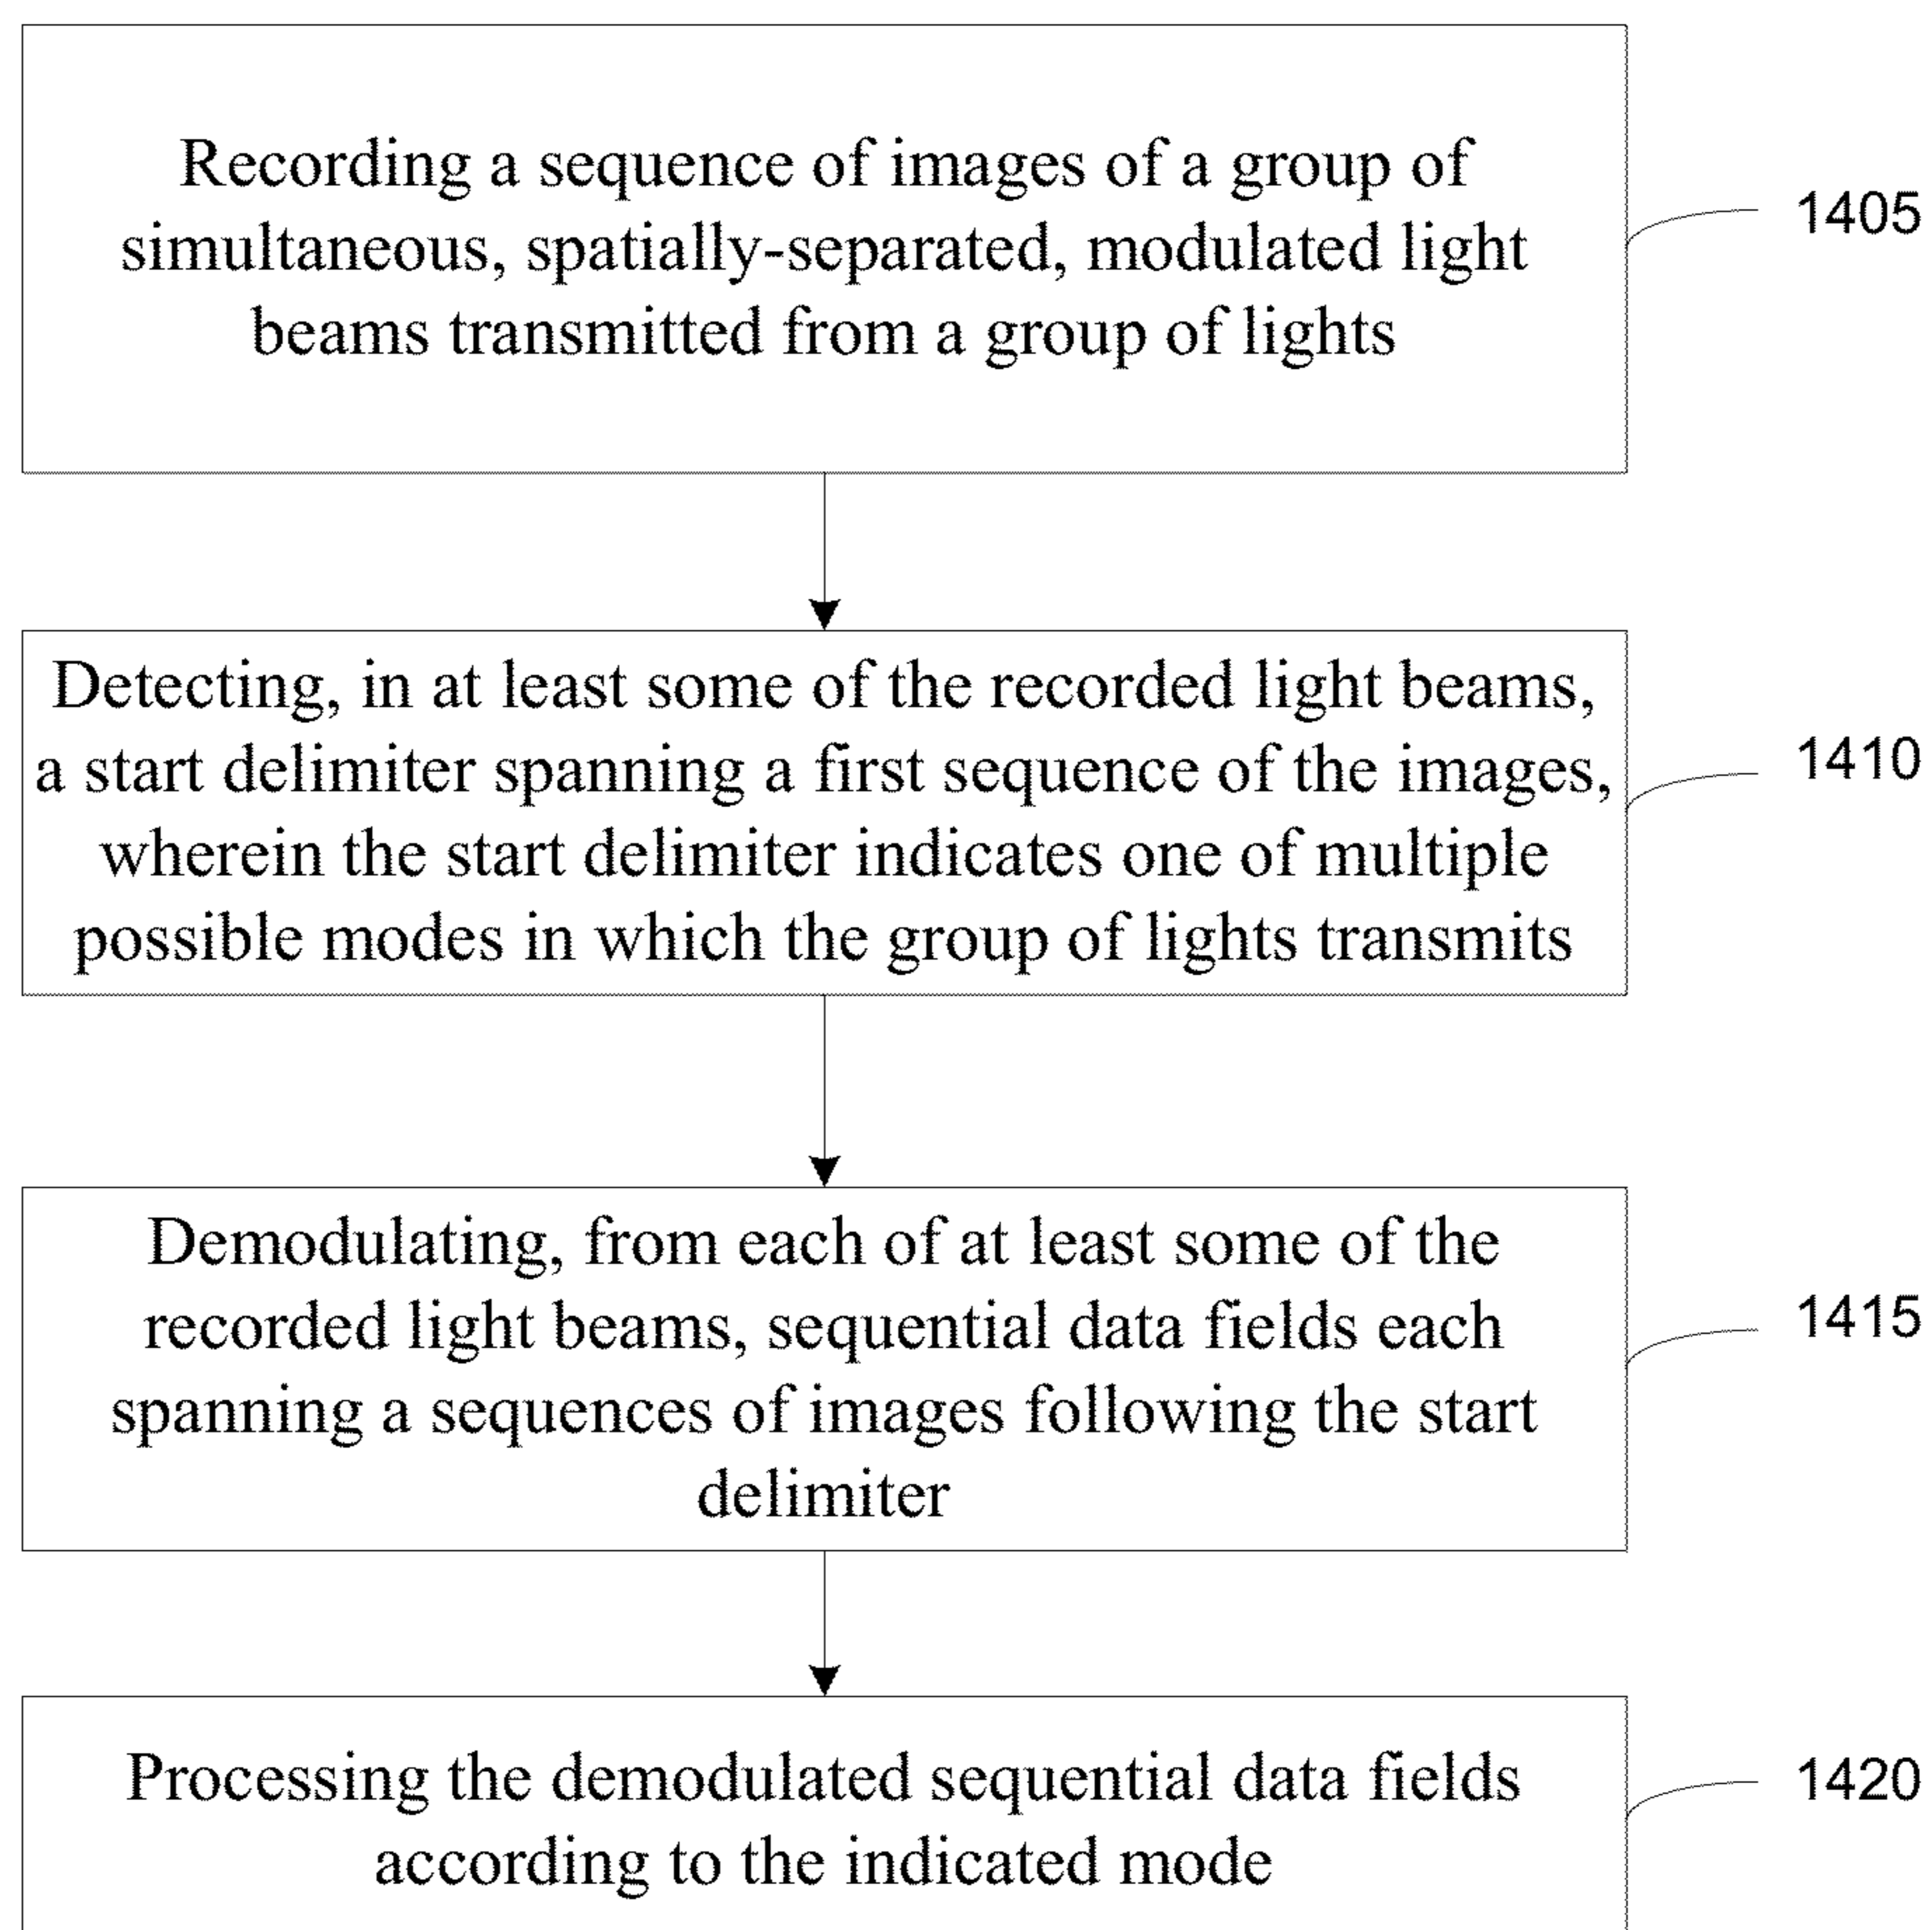 Recording a sequence of images of a group of
simultaneous, spatially-separated, modulated light
beams transmitted from a group of lights
1405
Detecting, in at least some of the recorded light beams,
a start delimiter spanning a first sequence of the images,
wherein the start delimiter indicates one of multiple
possible modes in which the group of lights transmits
1410
Demodulating, from each of at least some of the
recorded light beams, sequential data fields each
spanning a sequences of images following the start
delimiter
1415
Processing the demodulated sequential data fields
according to the indicated mode
1420